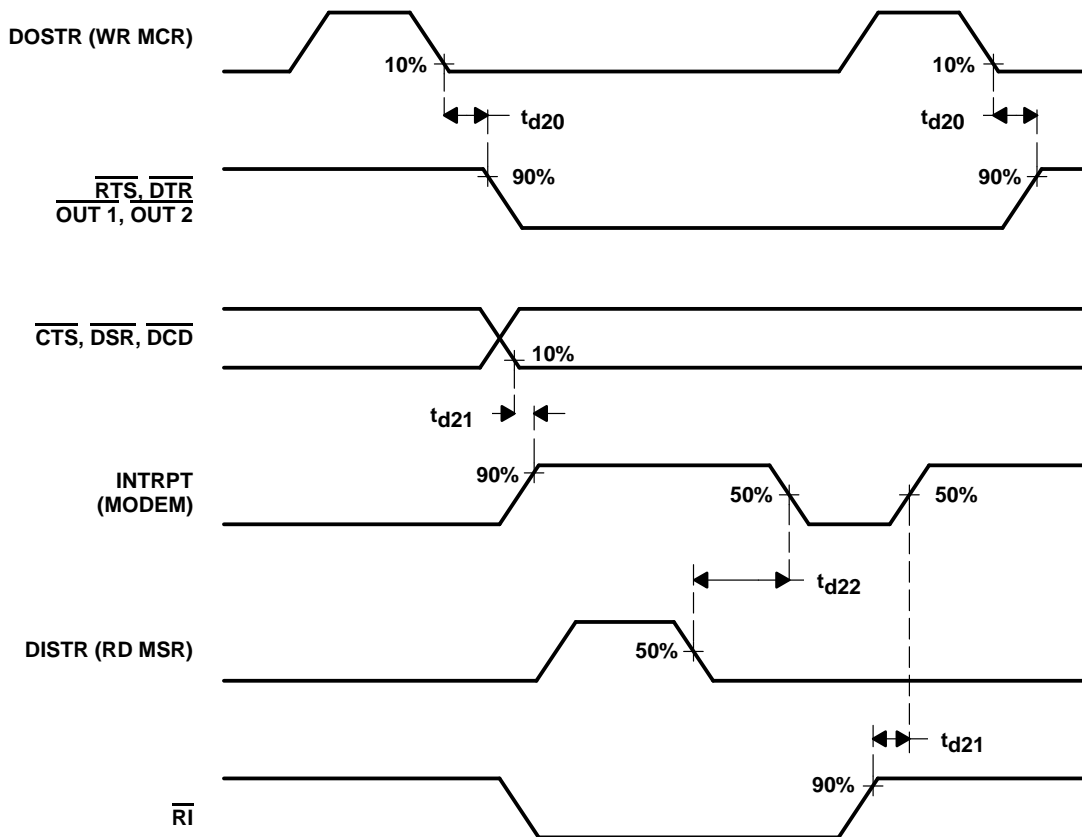 DOSTR (WR MCR)
10%
10%
td20
td20
RTS, DTR
OUT 1, OUT 2
90%
90%
CTS, DSR, DCD
10%
td21
INTRPT
(MODEM)
90%
50%
50%
td22
DISTR (RD MSR)
50%
td21
RI
90%